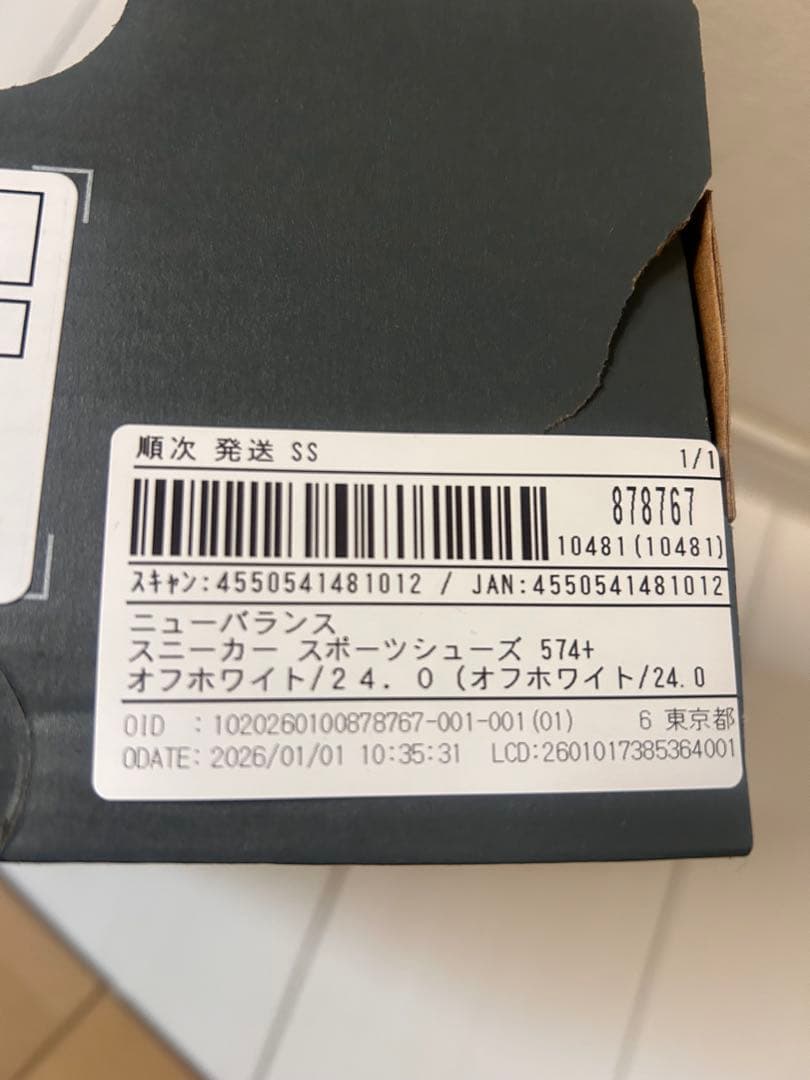 順次 発送 SS 1/1
878767
10481(10481)
ｽｷｬﾝ:4550541481012 / JAN:4550541481012
ニューバランス
スニーカー スポーツシューズ 574+
オフホワイト/２４．０（オフホワイト/24.0
OID :1020260100878767-001-001(01) 6 東京都
ODATE: 2026/01/01 10:35:31 LCD:2601017385364001